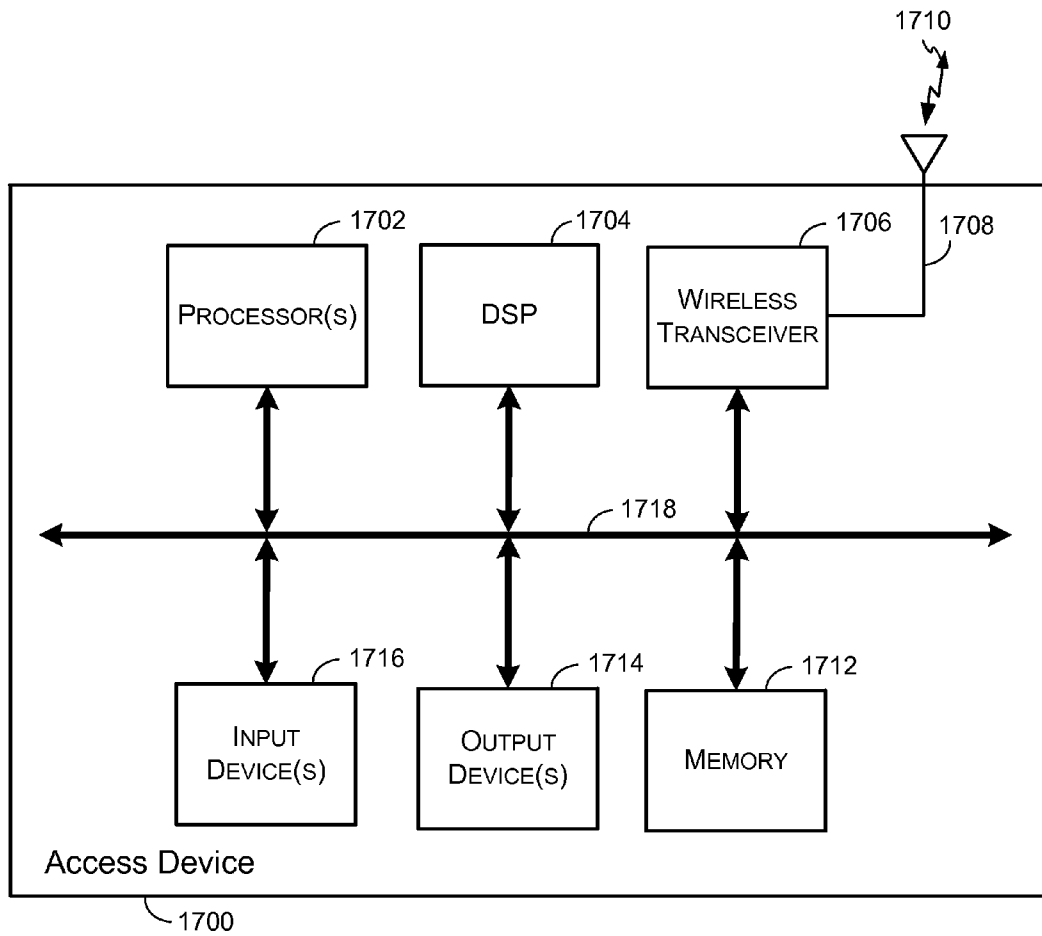 1710
1702
1704
1706
1708
PROCESSOR(S)
DSP
WIRELESS
TRANSCEIVER
1718
1716
1714
1712
INPUT
DEVICE(S)
OUTPUT
DEVICE(S)
MEMORY
Access Device
1700